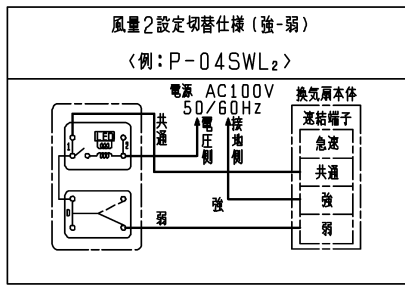 風量2設定切替仕様(強-弱)
〈例:P-04SWL₂〉
電源 AC100V
50/60Hz
換気扇本体
速結端子
急速
共通
強
弱
共通
電圧側
接地側
強
弱
LED
1
2
0